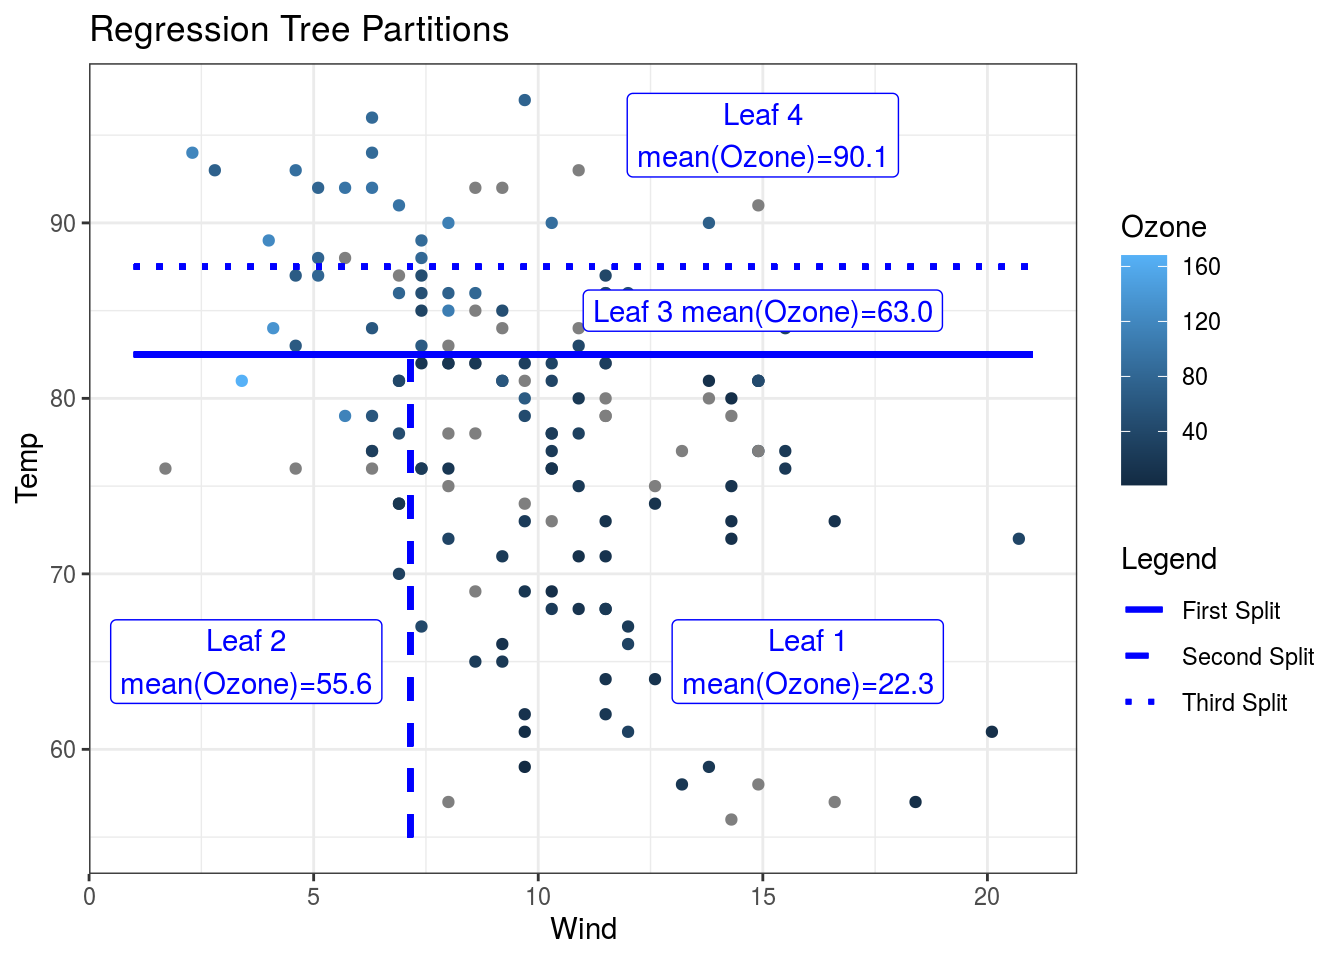 Regression Tree Partitions
Leaf 4
mean(Ozone)=90.1
Leaf 3 mean(Ozone)=63.0
Leaf 2
mean(Ozone)=55.6
Leaf 1
mean(Ozone)=22.3
90
80
70
60
Temp
0
5
10
15
20
Wind
Ozone
160
120
80
40
Legend
First Split
Second Split
Third Split